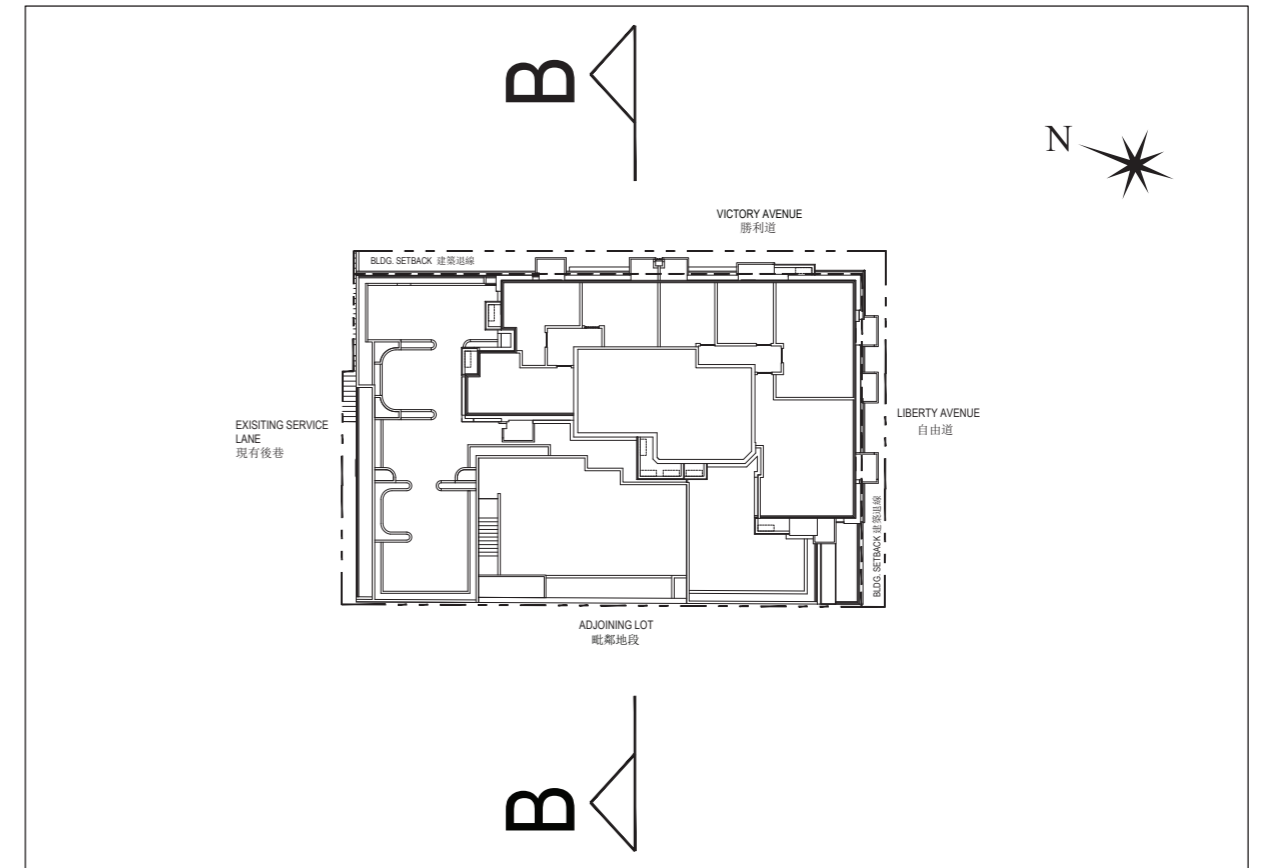 B
N
VICTORY AVENUE
勝利道
BLDG. SETBACK 建築退線
LIBERTY AVENUE
自由道
EXISITING SERVICE
LANE
現有後巷
BLDG. SETBACK 建築退線
ADJOINING LOT
毗鄰地段
B